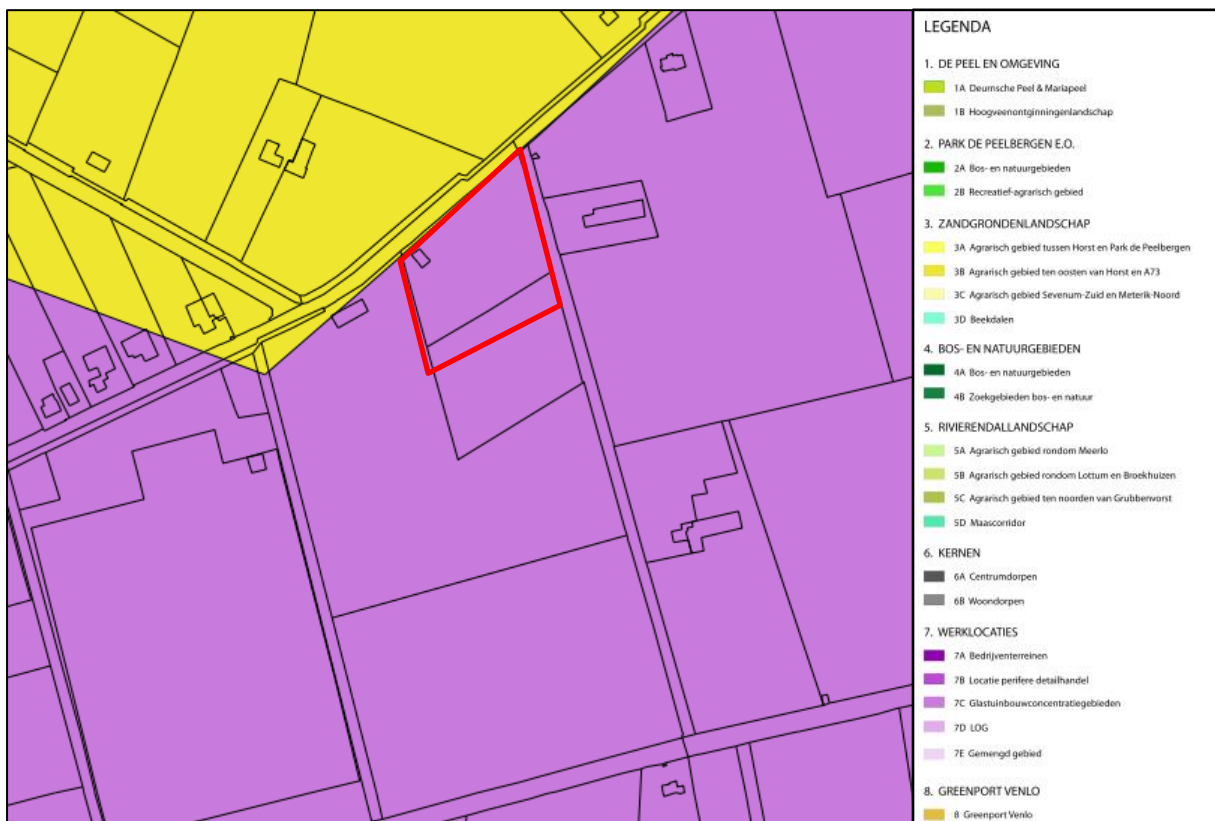 LEGENDA
1. DE PEEL EN OMGEVING
1A Deurnsche Peel & Mariapeel
1B Hoogveenontginningenlandschap
2. PARK DE PEELBERGEN E.O.
2A Bos- en natuurgebieden
2B Recreatief-agrarisch gebied
3. ZANDGRONDENLANDSCHAP
3A Agrarisch gebied tussen Horst en Park de Peelbergen
3B Agrarisch gebied ten oosten van Horst en A73
3C Agrarisch gebied Sevenum-Zuid en Meterik-Noord
3D Beekdalen
4. BOS- EN NATUURGEBIEDEN
4A Bos- en natuurgebieden
4B Zoekgebieden bos- en natuur
5. RIVIERENDALLANDSCHAP
5A Agrarisch gebied rondom Meerlo
5B Agrarisch gebied rondom Lottum en Broekhuizen
5C Agrarisch gebied ten noorden van Grubbenvorst
5D Maascorridor
6. KERNEN
6A Centrumdorpen
6B Woondorpen
7. WERKLOCATIES
7A Bedrijventerreinen
7B Locatie perifere detailhandel
7C Glastuinbouwconcentratiegebieden
7D LOG
7E Gemengd gebied
8. GREENPORT VENLO
8 Greenport Venlo